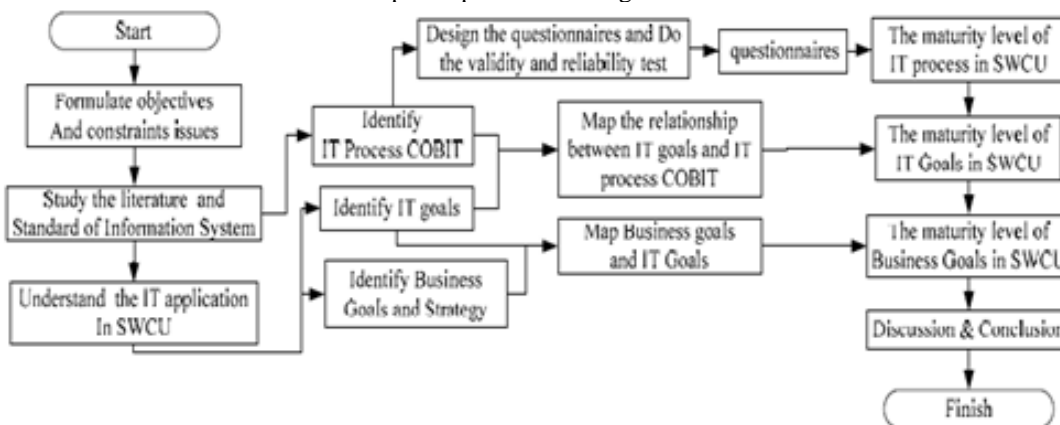 Start
Formulate objectives
And constraints issues
Study the literature and
Standard of Information System
Understand the IT application
In SWCU
Identify
IT Process COBIT
Identify IT goals
Identify Business
Goals and Strategy
Design the questionnaires and Do
the validity and reliability test
questionnaires
Map the relationship
between IT goals and IT
process COBIT
Map Business goals
and IT Goals
The maturity level of
IT process in SWCU
The maturity level of
IT Goals in SWCU
The maturity level of
Business Goals in SWCU
Discussion & Conclusion
Finish